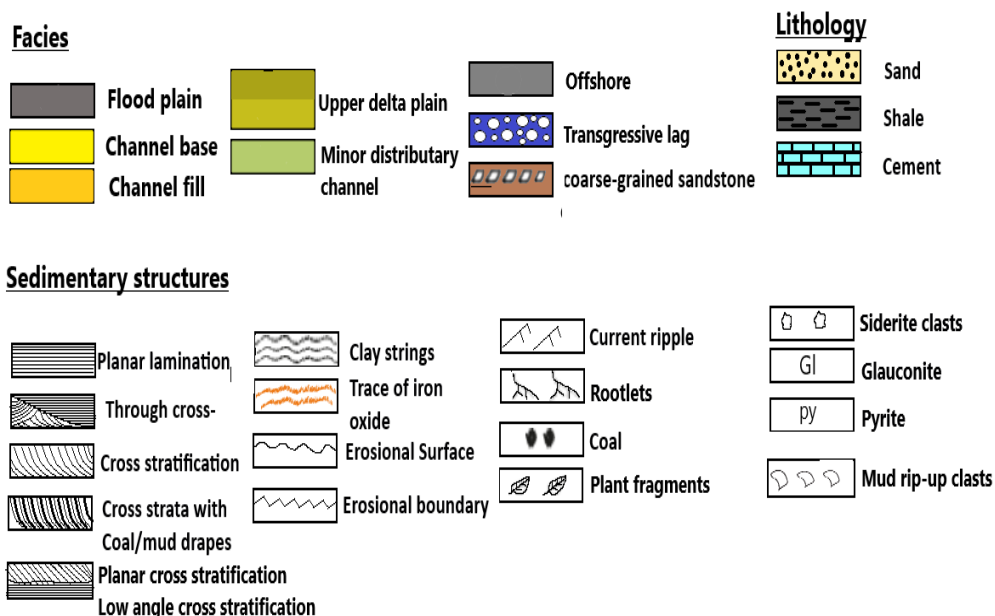 Facies
Flood plain
Channel base
Channel fill
Upper delta plain
Minor distributary
channel
Offshore
Transgressive lag
coarse-grained sandstone
Lithology
Sand
Shale
Cement
Sedimentary structures
Planar lamination
Through cross-
Cross stratification
Cross strata with
Coal/mud drapes
Planar cross stratification
Low angle cross stratification
Clay strings
Trace of iron
oxide
Erosional Surface
Erosional boundary
Current ripple
Rootlets
Coal
Plant fragments
Siderite clasts
Gl
Glauconite
py
Pyrite
Mud rip-up clasts